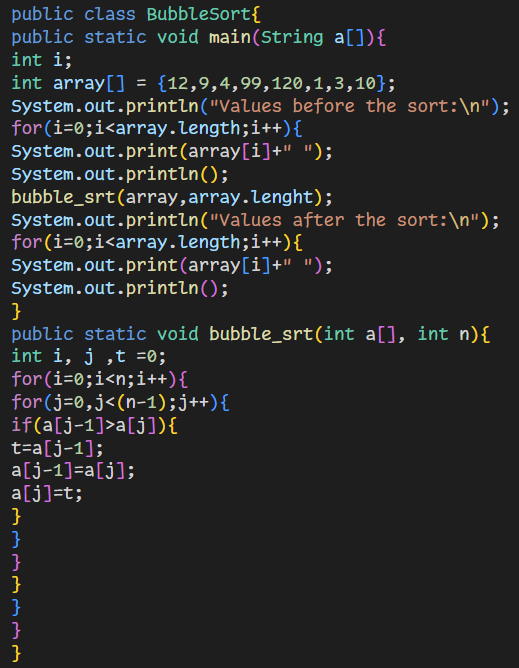 public class BubbleSort{
public static void main(String a[]){
int i;
int array[] = {12,9,4,99,120,1,3,10};
System.out.println("Values before the sort:\n");
for(i=0;i<array.length;i++){
System.out.print(array[i]+" ");
System.out.println();
bubble_srt(array,array.lenght);
System.out.println("Values after the sort:\n");
for(i=0;i<array.length;i++){
System.out.print(array[i]+" ");
System.out.println();
}
public static void bubble_srt(int a[], int n){
int i, j ,t =0;
for(i=0;i<n;i++){
for(j=0,j<(n-1);j++){
if(a[j-1]>a[j]){
t=a[j-1];
a[j-1]=a[j];
a[j]=t;
}
}
}
}
}
}
}